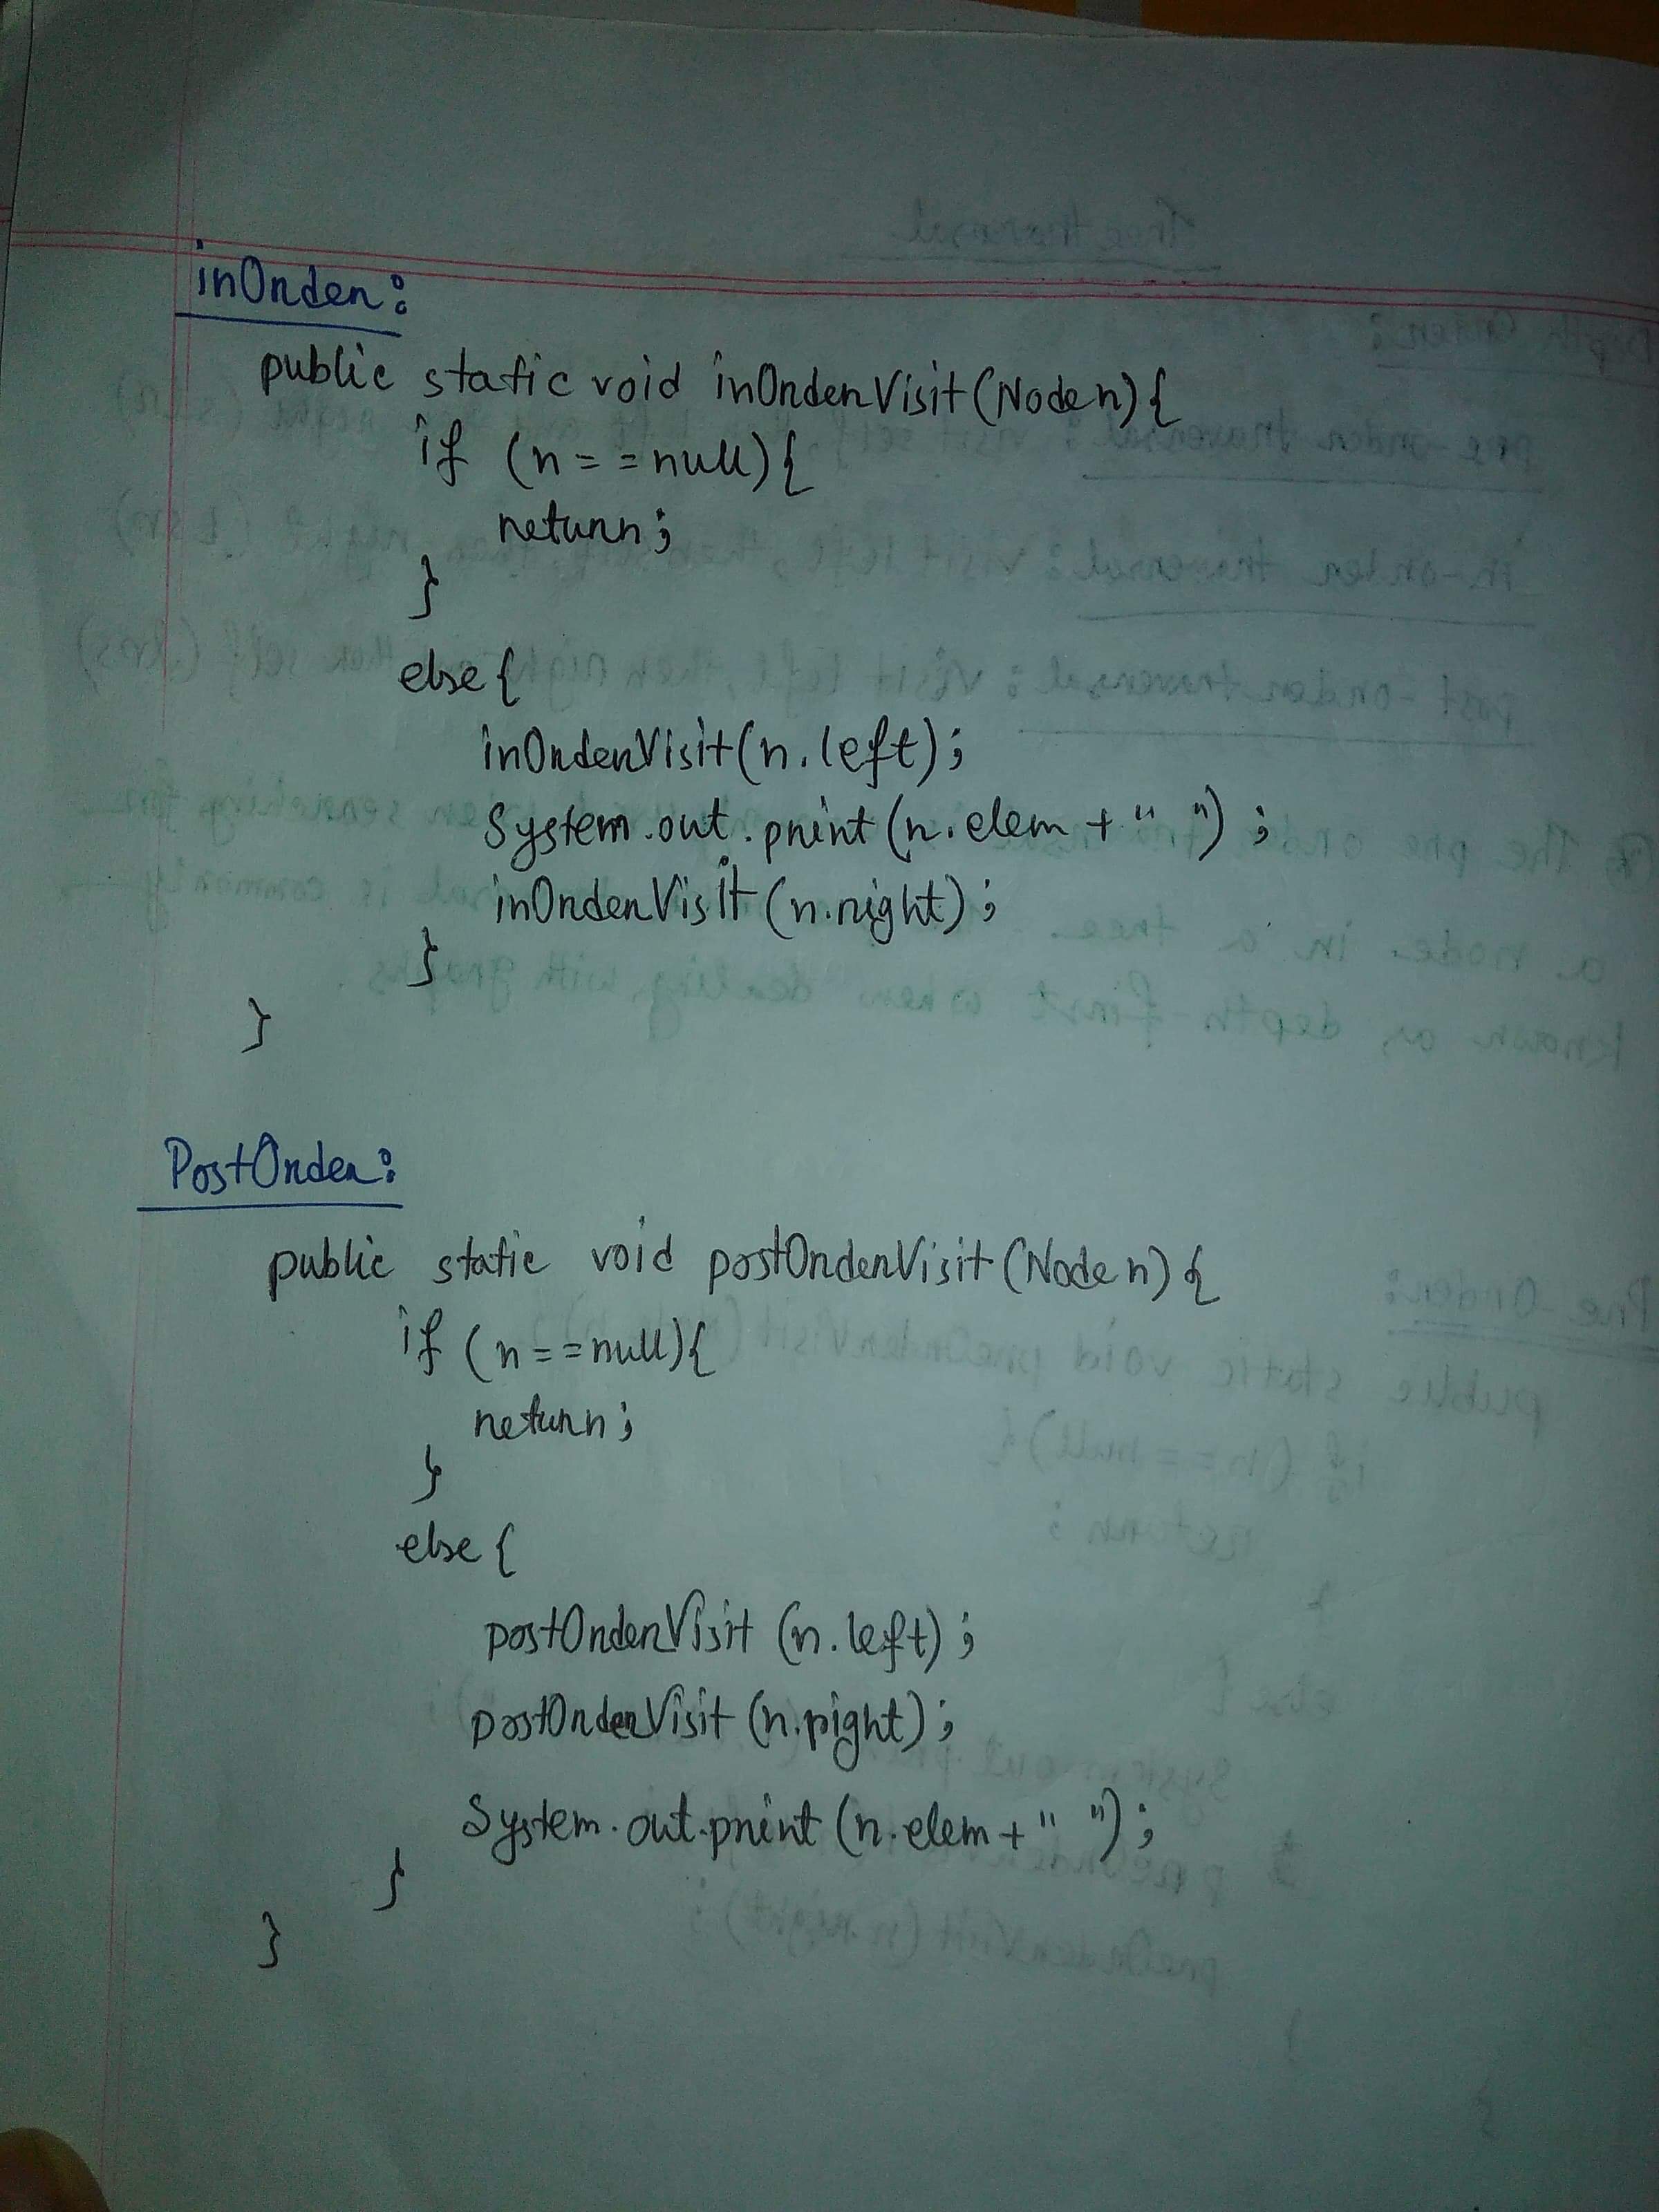 inOrder:
public static void inOrderVisit(Node n){
if (n==null){
return;
}
else{
inOrderVisit(n.left);
System.out.print(n.elem+" ");
inOrderVisit(n.right);
}
}
PostOrder:
public static void postOrderVisit(Node n){
if (n==null){
return;
}
else{
postOrderVisit(n.left);
postOrderVisit(n.right);
System.out.print(n.elem+" ");
}
}